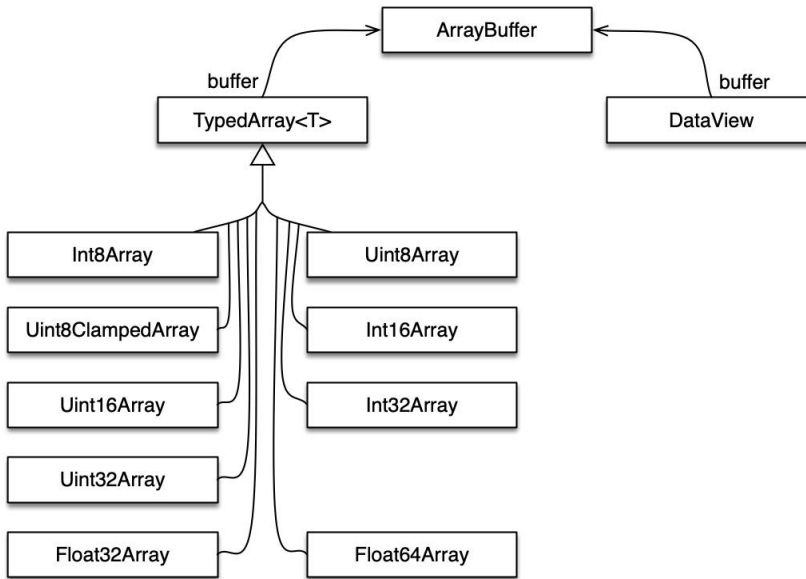 ArrayBuffer
buffer
buffer
TypedArray<T>
DataView
Int8Array
Uint8Array
Uint8ClampedArray
Int16Array
Uint16Array
Int32Array
Uint32Array
Float32Array
Float64Array